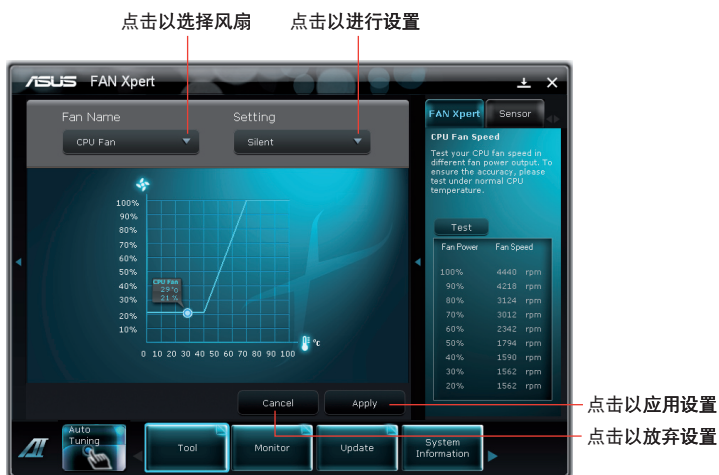 点击以选择风扇
点击以进行设置
ASUS FAN Xpert
Fan Name
Setting
CPU Fan
Silent
100%
90%
80%
70%
60%
50%
40%
30%
20%
10%
CPU Fan
29°c
21 %
°c
0 10 20 30 40 50 60 70 80 90 100
Cancel
Apply
FAN Xpert
Sensor
CPU Fan Speed
Test your CPU fan speed in
different fan power output. To
ensure the accuracy, please
test under normal CPU
temperature.
Test
Fan Power Fan Speed
100% 4440 rpm
90% 4218 rpm
80% 3124 rpm
70% 3012 rpm
60% 2342 rpm
50% 1794 rpm
40% 1590 rpm
30% 1562 rpm
20% 1562 rpm
点击以应用设置
点击以放弃设置
Auto
Tuning
Tool
Monitor
Update
System
Information